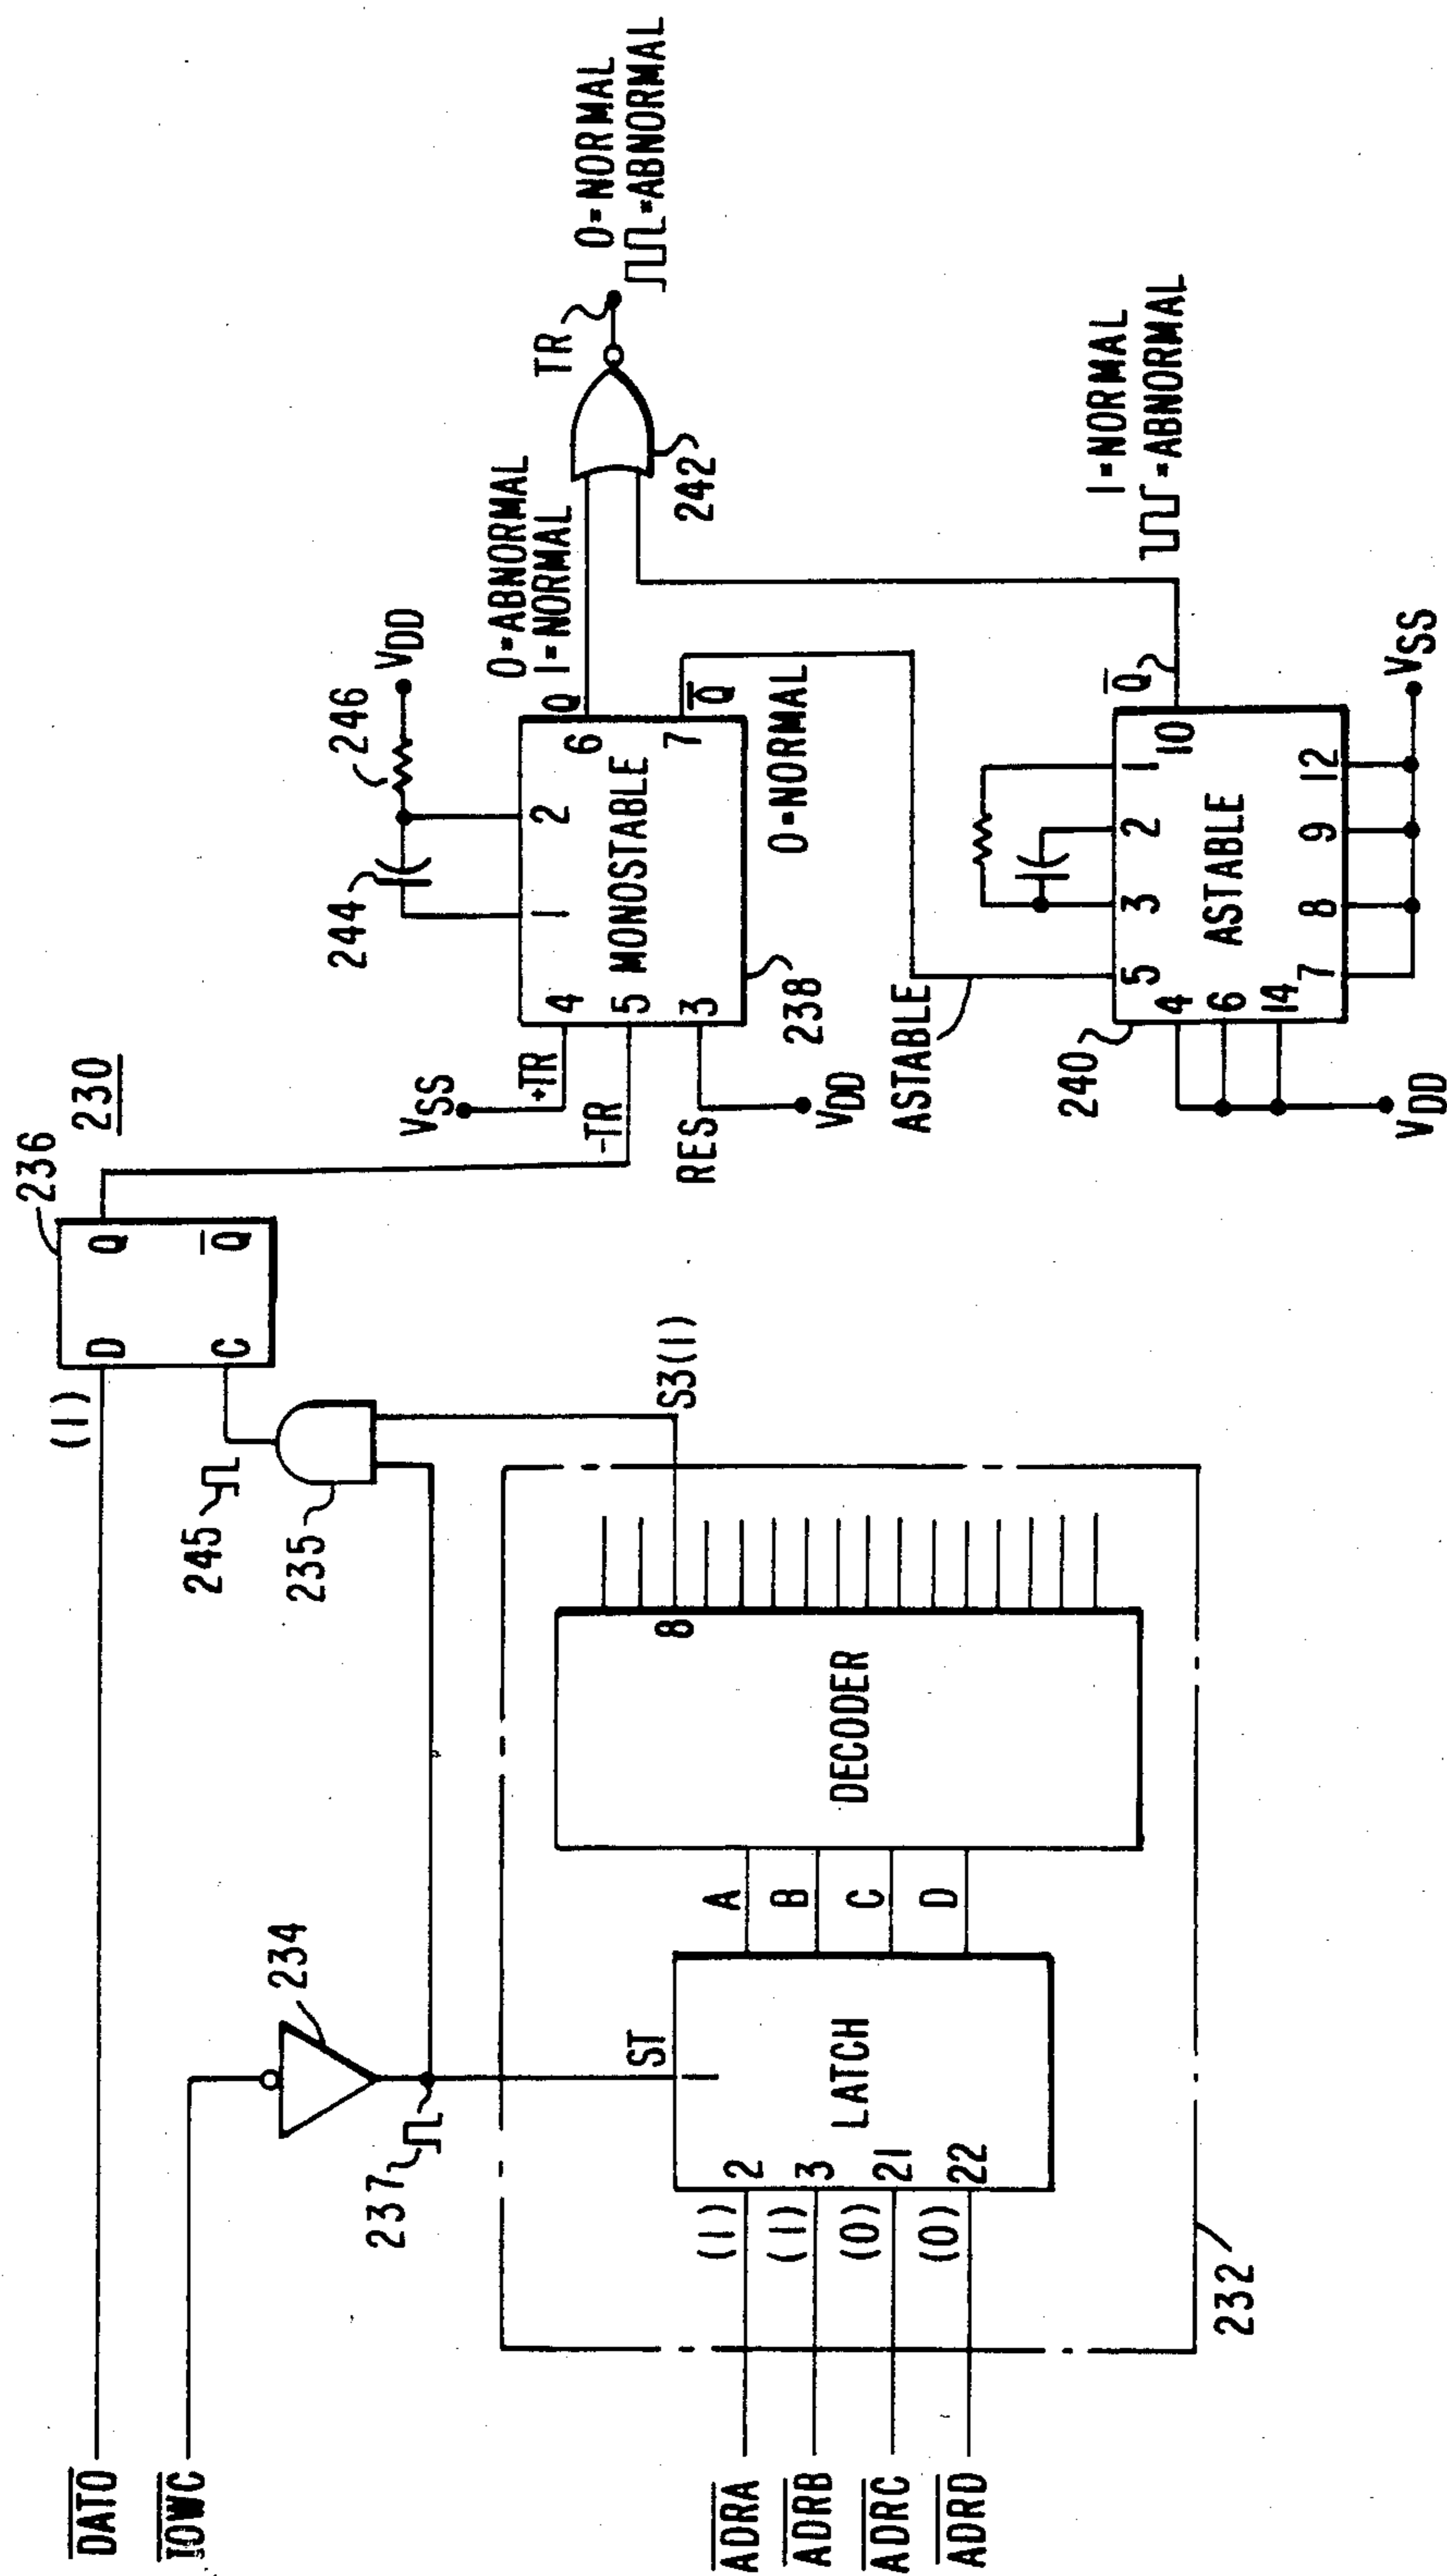 DAT0
IOWC
ADRA
ADRB
ADRC
ADRD
(1)
(1)
(0)
(0)
2
3
21
22
LATCH
ST
237
234
232
A
B
C
D
DECODER
8
S3(1)
235
245
(1)
D
C
Q
Q
236
230
VSS
+TR
-TR
RES
VDD
4
5
3
1
2
6
7
MONOSTABLE
238
244
246
VDD
Q
Q
0=ABNORMAL
1=NORMAL
0=NORMAL
ASTABLE
240
4
6
14
5
3
2
1
10
7
8
9
12
ASTABLE
VDD
VSS
Q
1=NORMAL
=ABNORMAL
242
TR
0=NORMAL
=ABNORMAL